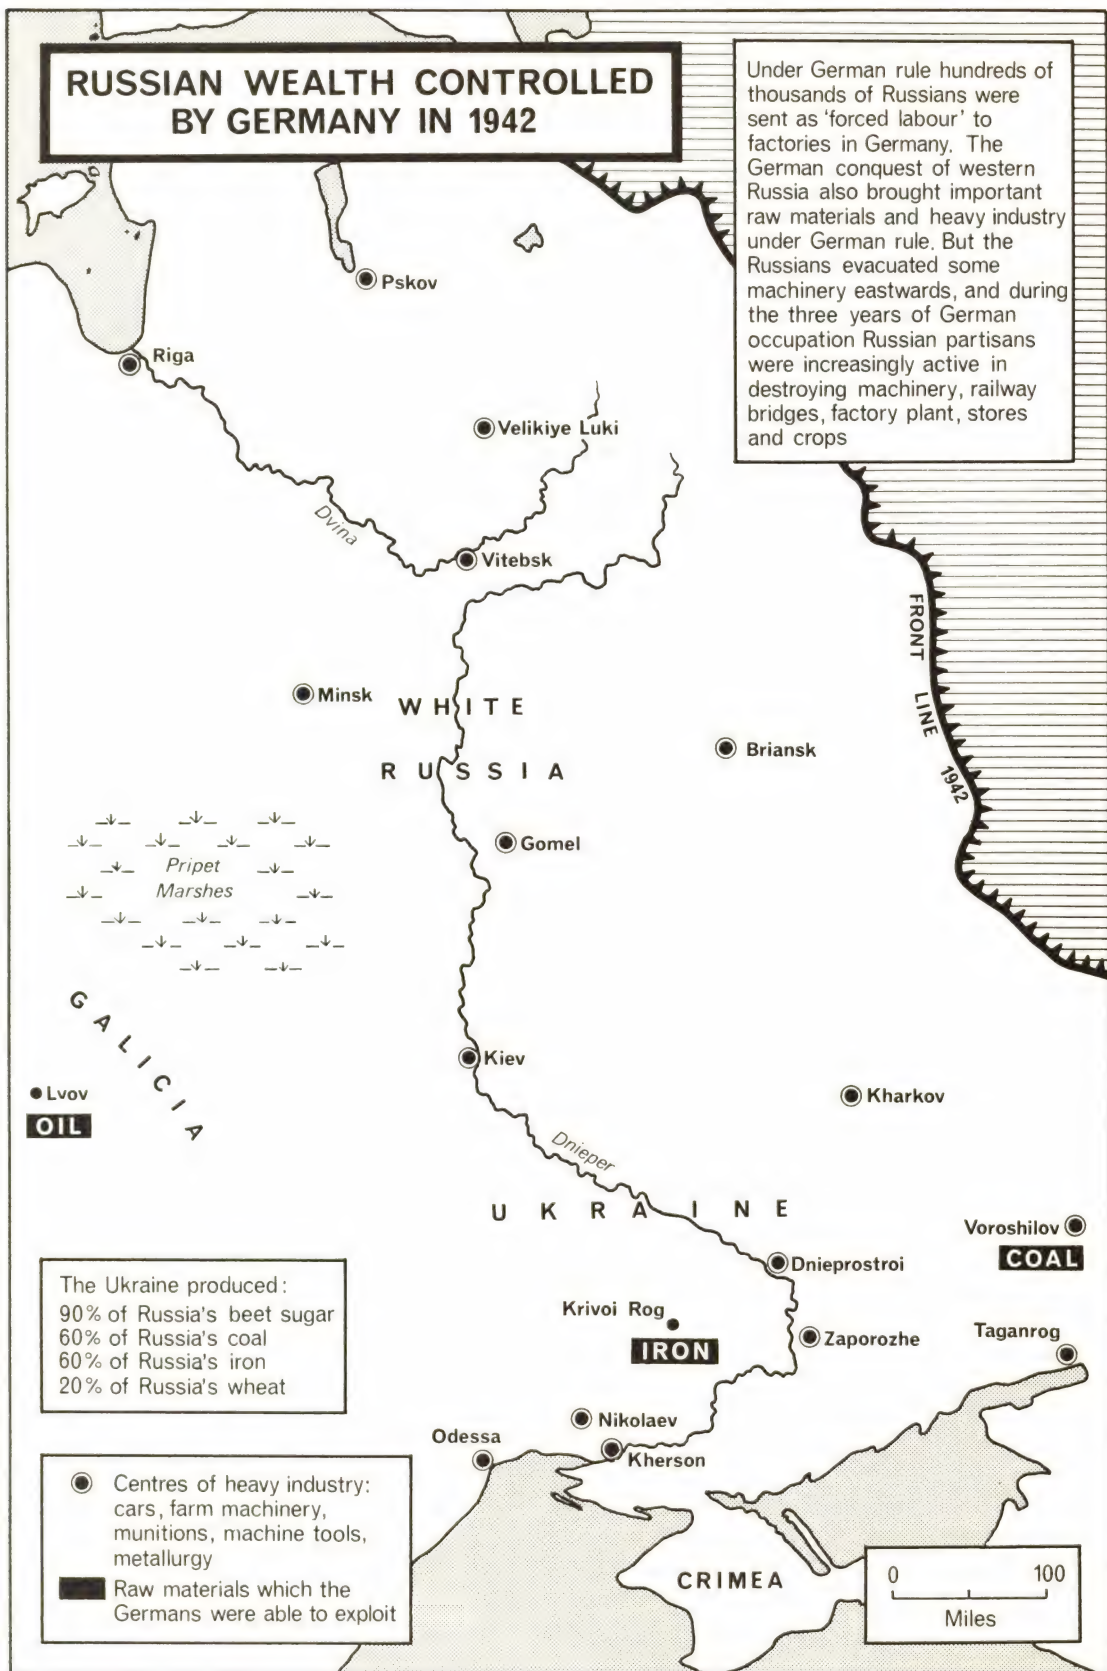 RUSSIAN WEALTH CONTROLLED
BY GERMANY IN 1942
Under German rule hundreds of
thousands of Russians were
sent as 'forced labour' to
factories in Germany. The
German conquest of western
Russia also brought important
raw materials and heavy industry
under German rule. But the
Russians evacuated some
machinery eastwards, and during
the three years of German
occupation Russian partisans
were increasingly active in
destroying machinery, railway
bridges, factory plant, stores
and crops
Pskov
Riga
Velikiye Luki
Dvina
Vitebsk
FRONT LINE 1942
Minsk
WHITE
RUSSIA
Briansk
Gomel
Pripet
Marshes
GALICIA
Kiev
Lvov
OIL
Kharkov
Dnieper
UKRAINE
Voroshilov
COAL
Dnieprostroi
Krivoi Rog
IRON
Zaporozhe
Taganrog
The Ukraine produced:
90% of Russia's beet sugar
60% of Russia's coal
60% of Russia's iron
20% of Russia's wheat
Nikolaev
Odessa
Kherson
Centres of heavy industry:
cars, farm machinery,
munitions, machine tools,
metallurgy
Raw materials which the
Germans were able to exploit
CRIMEA
0 100
Miles